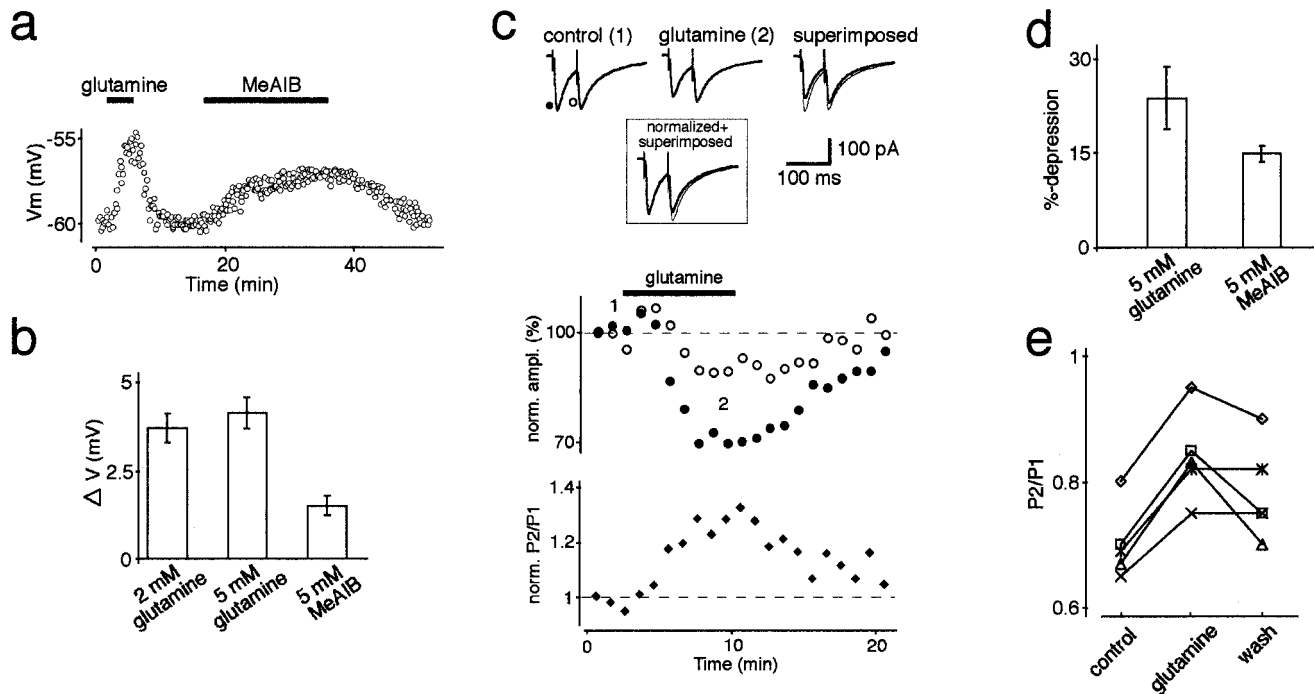 a
glutamine
MeAIB
-55
-60
Vm (mV)
0
20
40
Time (min)
b
5
2.5
0
Δ V (mV)
2 mM
glutamine
5 mM
glutamine
5 mM
MeAIB
c
control (1)
glutamine (2)
superimposed
normalized+
superimposed
100 pA
100 ms
glutamine
1
2
100
70
norm. ampl. (%)
1.4
1.2
1
norm. P2/P1
0
10
20
Time (min)
d
30
15
0
%-depression
5 mM
glutamine
5 mM
MeAIB
e
1
0.8
0.6
P2/P1
control
glutamine
wash